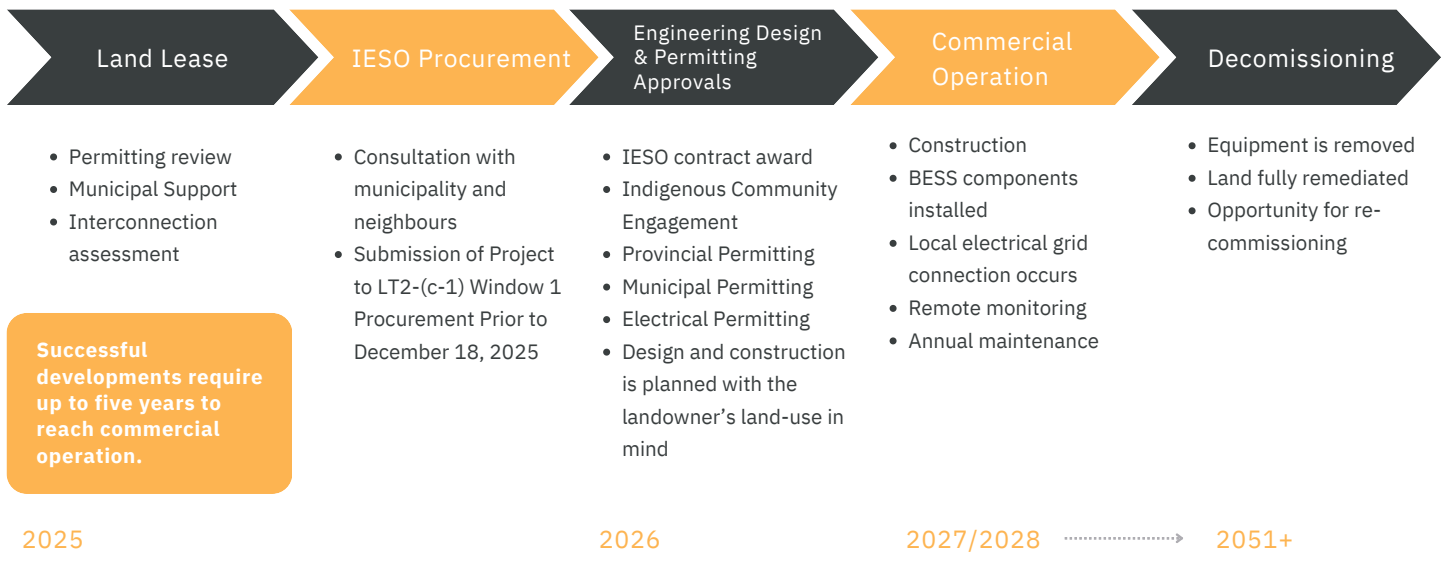 Land Lease
IESO Procurement
Engineering Design
& Permitting
Approvals
Commercial
Operation
Decomissioning
• Permitting review
• Municipal Support
• Interconnection
assessment
Successful
developments require
up to five years to
reach commercial
operation.
• Consultation with
municipality and
neighbours
• Submission of Project
to LT2-(c-1) Window 1
Procurement Prior to
December 18, 2025
• IESO contract award
• Indigenous Community
Engagement
• Provincial Permitting
• Municipal Permitting
• Electrical Permitting
• Design and construction
is planned with the
landowner’s land-use in
mind
• Construction
• BESS components
installed
• Local electrical grid
connection occurs
• Remote monitoring
• Annual maintenance
• Equipment is removed
• Land fully remediated
• Opportunity for re-
commissioning
2025
2026
2027/2028
2051+